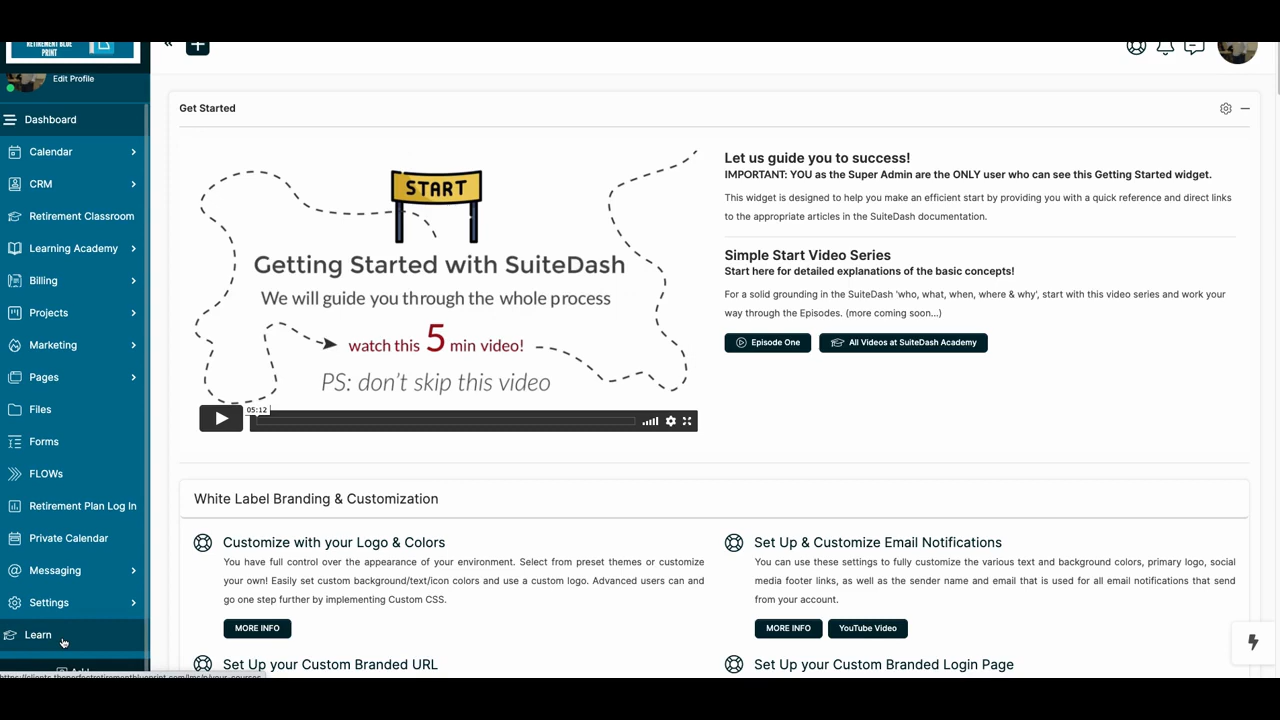 RETIREMENT BLUE
PRINT
Edit Profile
Dashboard
Calendar
CRM
Retirement Classroom
Learning Academy
Billing
Projects
Marketing
Pages
Files
Forms
FLOWs
Retirement Plan Log In
Private Calendar
Messaging
Settings
Learn
Add
https://clients.theperfectretirementblueprint.com/lms/p/your-courses
Get Started
START
Getting Started with SuiteDash
We will guide you through the whole process
watch this 5 min video!
PS: don't skip this video
05:12
Let us guide you to success!
IMPORTANT: YOU as the Super Admin are the ONLY user who can see this Getting Started widget.
This widget is designed to help you make an efficient start by providing you with a quick reference and direct links
to the appropriate articles in the SuiteDash documentation.
Simple Start Video Series
Start here for detailed explanations of the basic concepts!
For a solid grounding in the SuiteDash 'who, what, when, where & why', start with this video series and work your
way through the Episodes. (more coming soon...)
Episode One
All Videos at SuiteDash Academy
White Label Branding & Customization
Customize with your Logo & Colors
You have full control over the appearance of your environment. Select from preset themes or customize
your own! Easily set custom background/text/icon colors and use a custom logo. Advanced users can and
go one step further by implementing Custom CSS.
MORE INFO
Set Up & Customize Email Notifications
You can use these settings to fully customize the various text and background colors, primary logo, social
media footer links, as well as the sender name and email that is used for all email notifications that send
from your account.
MORE INFO
YouTube Video
Set Up your Custom Branded URL
Set Up your Custom Branded Login Page